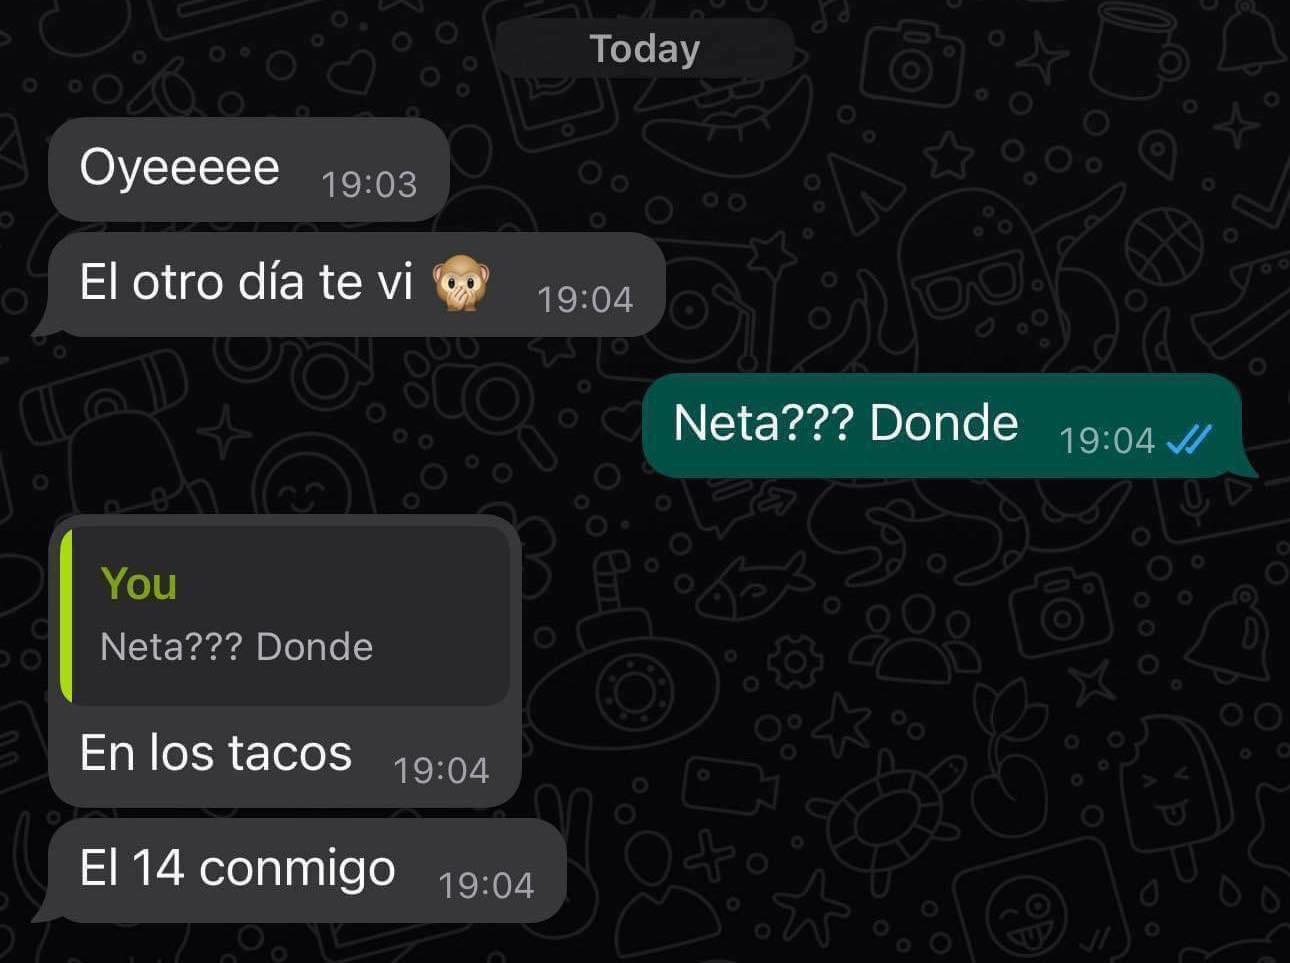 Today
Oyeeeee 19:03
El otro día te vi 🙊 19:04
Neta??? Donde 19:04
You
Neta??? Donde
En los tacos 19:04
El 14 conmigo 19:04